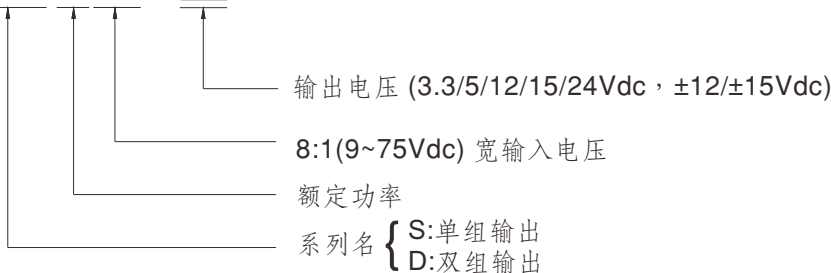 输出电压 (3.3/5/12/15/24Vdc，±12/±15Vdc)
8:1(9~75Vdc) 宽输入电压
额定功率
系列名 { S:单组输出
D:双组输出